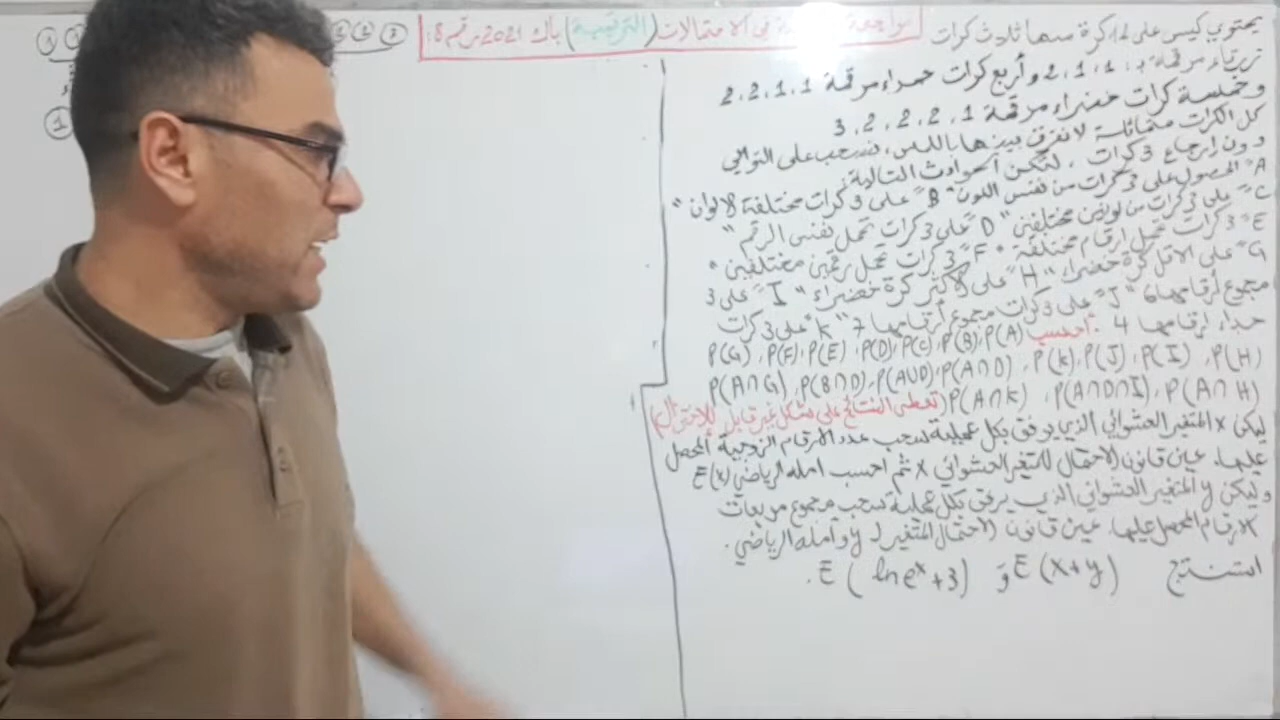 مراجعة في الاحتمالات (الترتيبة) باك 2021 رقم 8:
يحتوي كيس على 12 كرة منها ثلاث كرات
زرقاء مرقمة بـ 1، 1، 2 وأربع كرات حمراء مرقمة 1، 1، 2، 2
وخمسة كرات خضراء مرقمة 1، 2، 2، 2، 3
كل الكرات متماثلة لا نفرق بينها باللمس، نسحب على التوالي
دون إرجاع 3 كرات، لتكن الحوادث التالية:
A" الحصول على 3 كرات من نفس اللون" B" على 3 كرات مختلفة الألوان"
C" على 3 كرات من لونين مختلفين" D" على 3 كرات تحمل نفس الرقم"
E" 3 كرات تحمل أرقام مختلفة" F" 3 كرات تحمل رقمين مختلفين"
G" على الأقل كرة خضراء" H" على الأكثر كرة خضراء" I" على 3
مجموع أرقامها 6" J" على 3 كرات مجموع أرقامها 7" K" على 3 كرات
جداء أرقامها 4. احسب P(A)، P(B)، P(C)، P(D)، P(E)، P(F)، P(G)
P(H)، P(I)، P(J)، P(K)، P(A∩D)، P(A∪D)، P(B∩D)، P(A∩G)
P(A∩H)، P(A∩D∩I)، P(A∩K) (تعطى النتائج على شكل غير قابل للإختزال)
ليكن X المتغير العشوائي الذي يرفق بكل عملية سحب عدد الأرقام الزوجية المحصل
عليها. عين قانون الاحتمال للمتغير العشوائي X ثم احسب امله الرياضي E(X)
وليكن y المتغير العشوائي الذي يرفق بكل عملية سحب مجموع مربعات
الأرقام المحصل عليها. عين قانون الاحتمال المتغير لـ y وأمله الرياضي.
استنتج E(X+y) و E(ln eˣ+3).